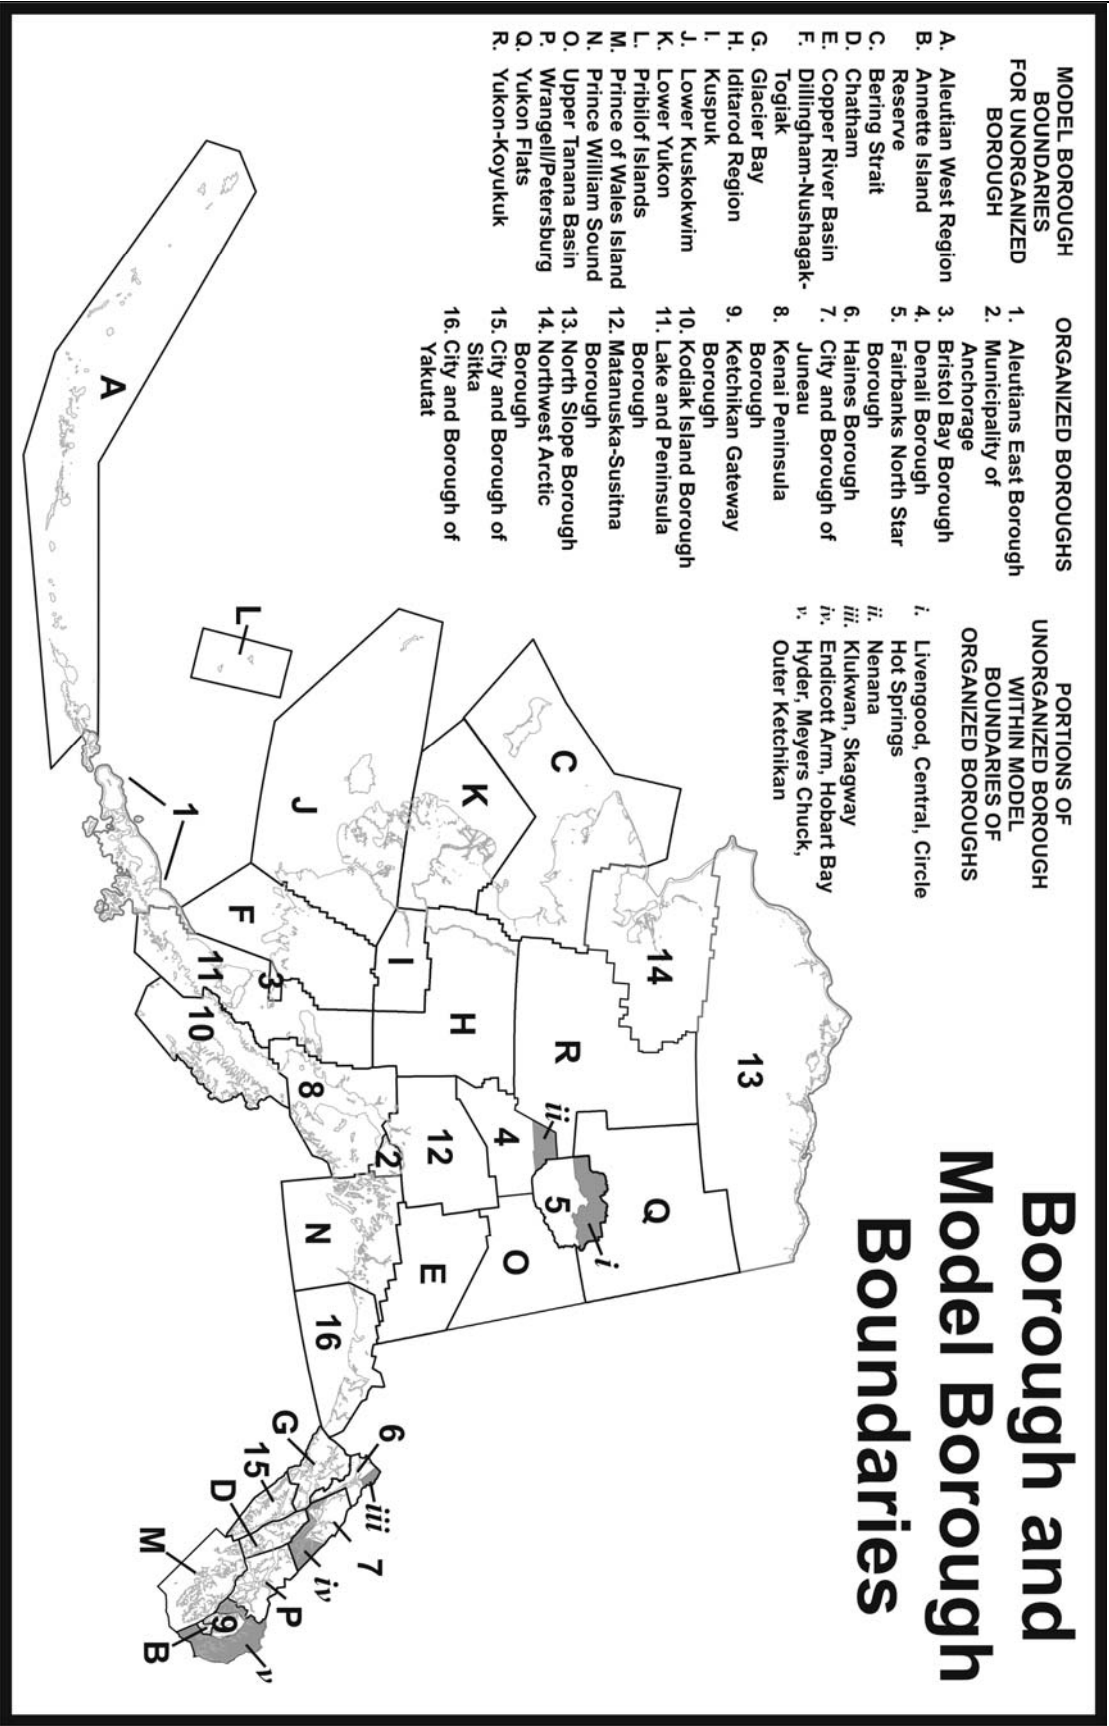 Borough and
Model Borough
Boundaries
MODEL BOROUGH
BOUNDARIES
FOR UNORGANIZED
BOROUGH
A. Aleutian West Region
B. Annette Island
Reserve
C. Bering Strait
D. Chatham
E. Copper River Basin
F. Dillingham-Nushagak-
Togiak
G. Glacier Bay
H. Iditarod Region
I. Kuspuk
J. Lower Kuskokwim
K. Lower Yukon
L. Pribilof Islands
M. Prince of Wales Island
N. Prince William Sound
O. Upper Tanana Basin
P. Wrangell/Petersburg
Q. Yukon Flats
R. Yukon-Koyukuk
ORGANIZED BOROUGHS
1. Aleutians East Borough
2. Municipality of
Anchorage
3. Bristol Bay Borough
4. Denali Borough
5. Fairbanks North Star
Borough
6. Haines Borough
7. City and Borough of
Juneau
8. Kenai Peninsula
Borough
9. Ketchikan Gateway
Borough
10. Kodiak Island Borough
11. Lake and Peninsula
Borough
12. Matanuska-Susitna
Borough
13. North Slope Borough
14. Northwest Arctic
Borough
15. City and Borough of
Sitka
16. City and Borough of
Yakutat
PORTIONS OF
UNORGANIZED BOROUGH
WITHIN MODEL
BOUNDARIES OF
ORGANIZED BOROUGHS
i. Livengood, Central, Circle
Hot Springs
ii. Nenana
iii. Klukwan, Skagway
iv. Endicott Arm, Hobart Bay
v. Hyder, Meyers Chuck,
Outer Ketchikan
13
14
C
R
Q
i
ii
5
K
4
O
H
12
E
I
J
2
6
iii
7
iv
3
8
N
16
F
11
G
P
L
10
15
D
v
9
1
M
B
A